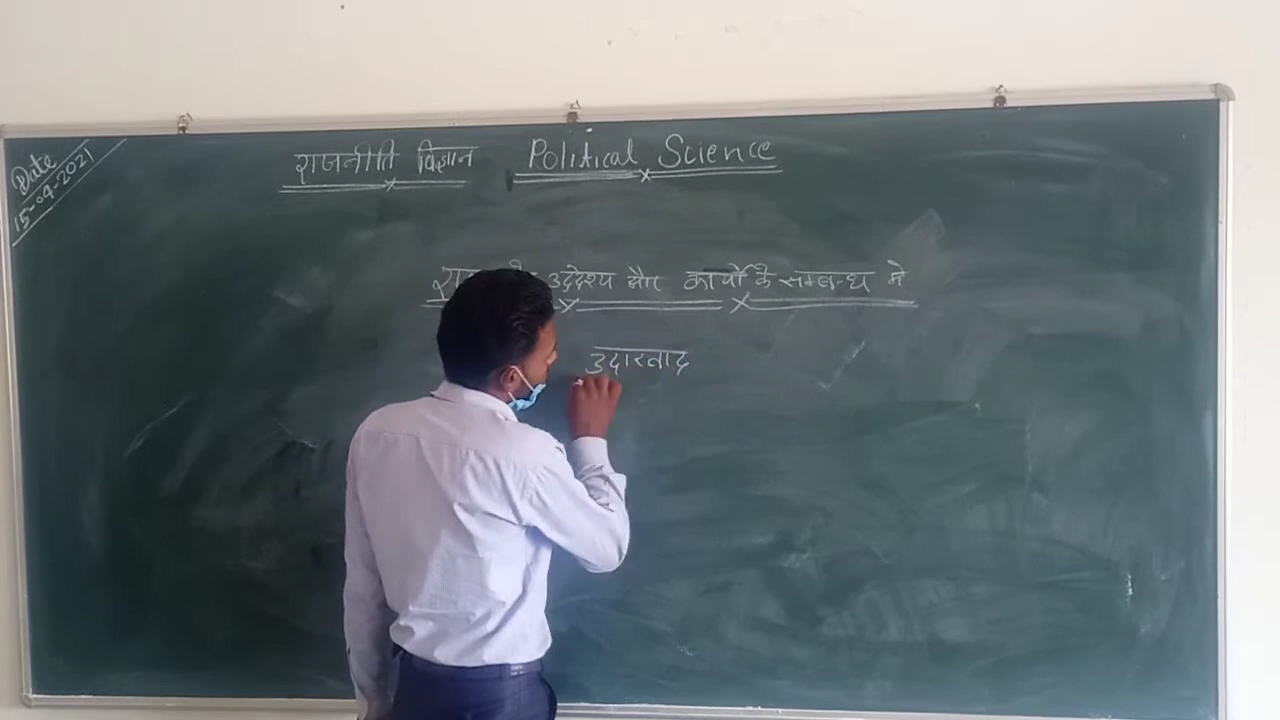 Date
15-04-2021
राजनीति विज्ञान Political Science
उद्देश्य और कार्यो के सम्बन्ध मे
उदारवाद